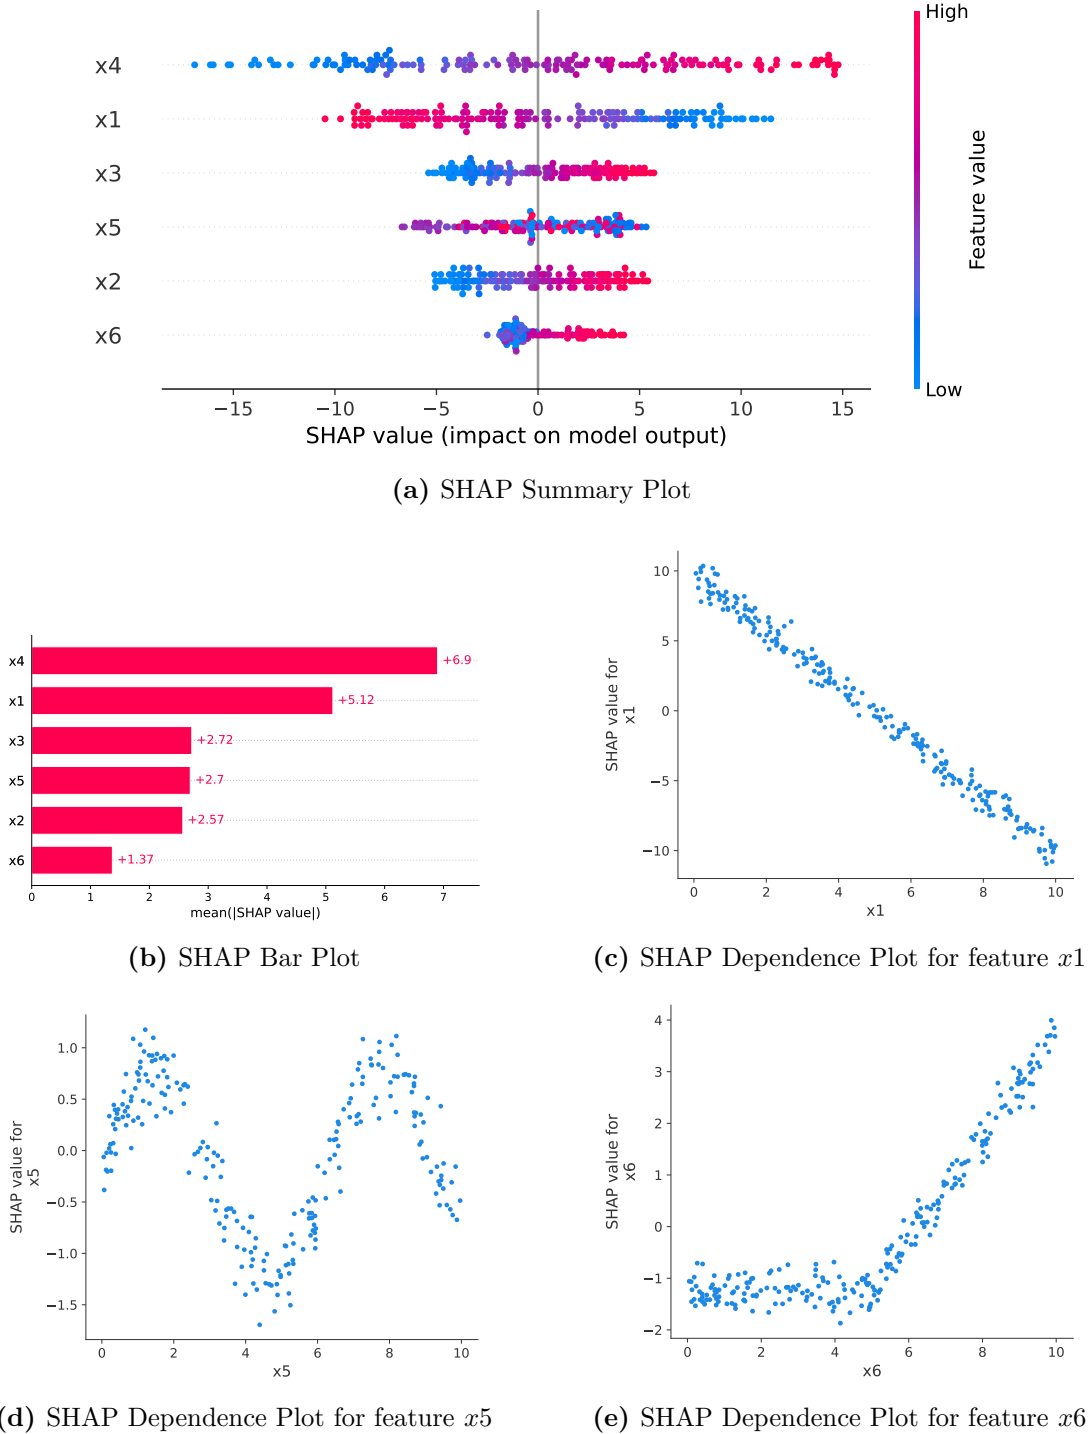 High
x4
x1
x3
x5
x2
x6
Feature value
Low
−15 −10 −5 0 5 10 15
SHAP value (impact on model output)
(a) SHAP Summary Plot
x4 +6.9
x1 +5.12
x3 +2.72
x5 +2.7
x2 +2.57
x6 +1.37
0 1 2 3 4 5 6 7
mean(|SHAP value|)
(b) SHAP Bar Plot
10
5
0
−5
−10
SHAP value for
x1
0 2 4 6 8 10
x1
(c) SHAP Dependence Plot for feature x1
1.0
0.5
0.0
−0.5
−1.0
−1.5
SHAP value for
x5
0 2 4 6 8 10
x5
(d) SHAP Dependence Plot for feature x5
4
3
2
1
0
−1
−2
SHAP value for
x6
0 2 4 6 8 10
x6
(e) SHAP Dependence Plot for feature x6